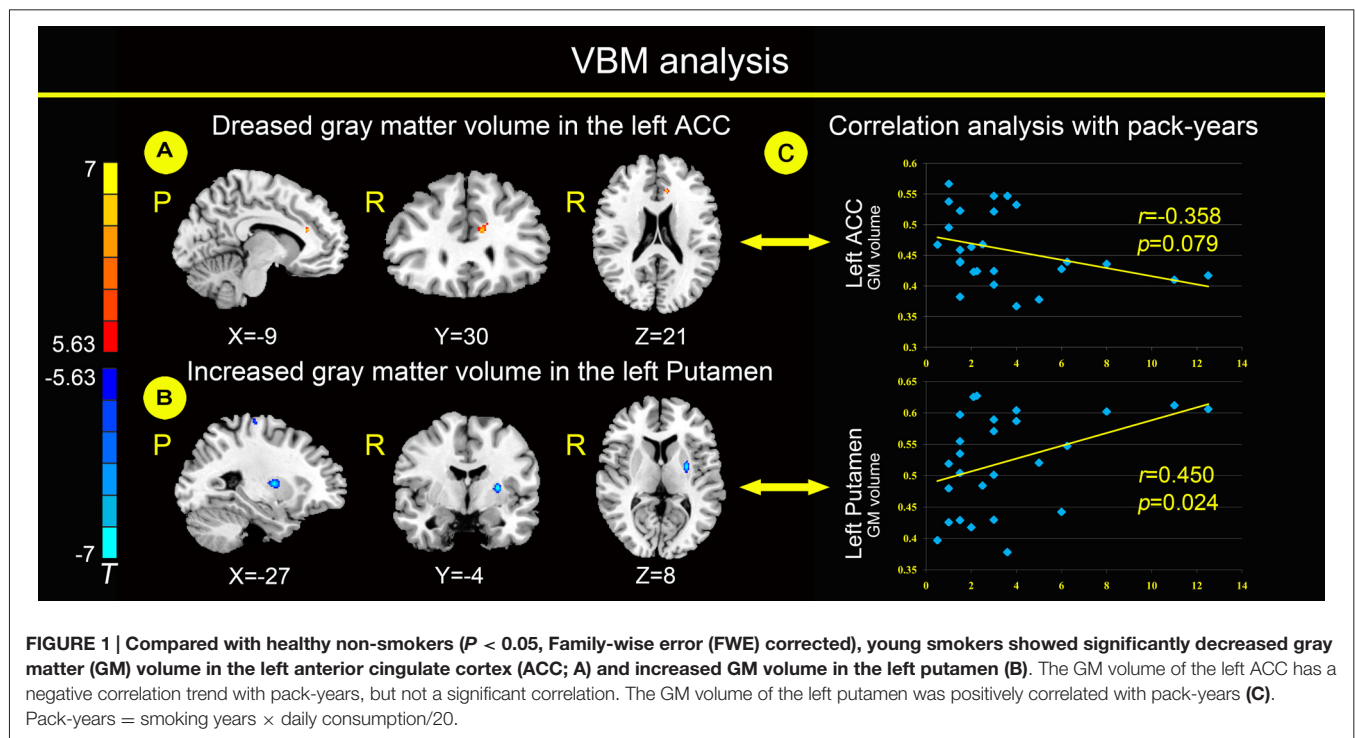 VBM analysis
A
Dreased gray matter volume in the left ACC
7
5.63
P
R
R
X=-9
Y=30
Z=21
-5.63
-7
T
B
Increased gray matter volume in the left Putamen
P
R
R
X=-27
Y=-4
Z=8
C
Correlation analysis with pack-years
Left ACC
GM volume
0.6
0.55
0.5
0.45
0.4
0.35
0.3
0 2 4 6 8 10 12 14
r=-0.358
p=0.079
Left Putamen
GM volume
0.65
0.6
0.55
0.5
0.45
0.4
0.35
0 2 4 6 8 10 12 14
r=0.450
p=0.024
FIGURE 1 | Compared with healthy non-smokers (P < 0.05, Family-wise error (FWE) corrected), young smokers showed significantly decreased gray
matter (GM) volume in the left anterior cingulate cortex (ACC; A) and increased GM volume in the left putamen (B). The GM volume of the left ACC has a
negative correlation trend with pack-years, but not a significant correlation. The GM volume of the left putamen was positively correlated with pack-years (C).
Pack-years = smoking years × daily consumption/20.